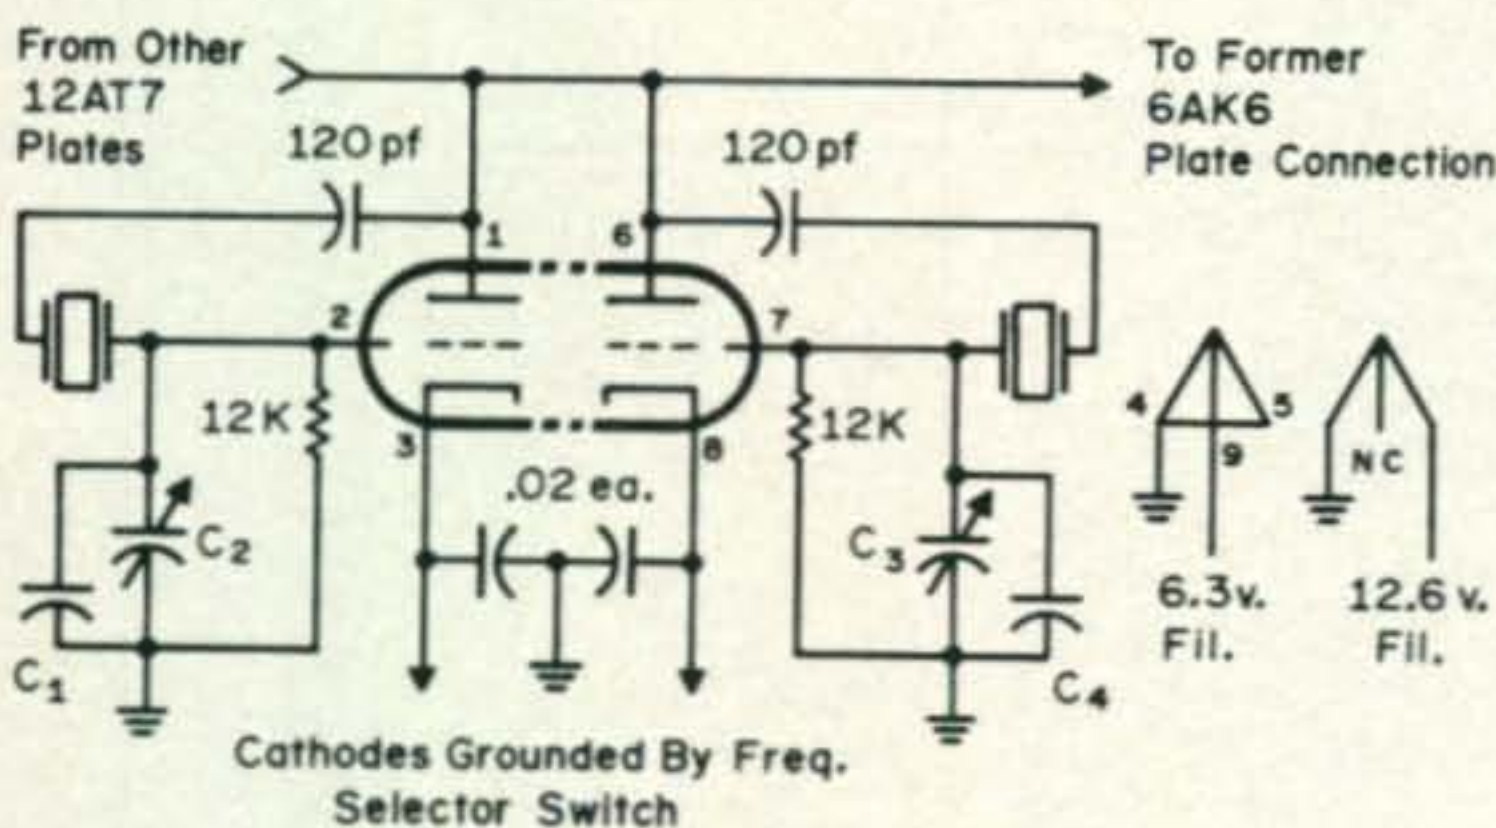 From Other
12AT7
Plates
To Former
6AK6
Plate Connection
120 pf
120 pf
1
6
2
7
12K
12K
3
8
4
5
9
NC
.02 ea.
C2
C3
6.3v.
Fil.
12.6 v.
Fil.
C1
C4
Cathodes Grounded By Freq.
Selector Switch